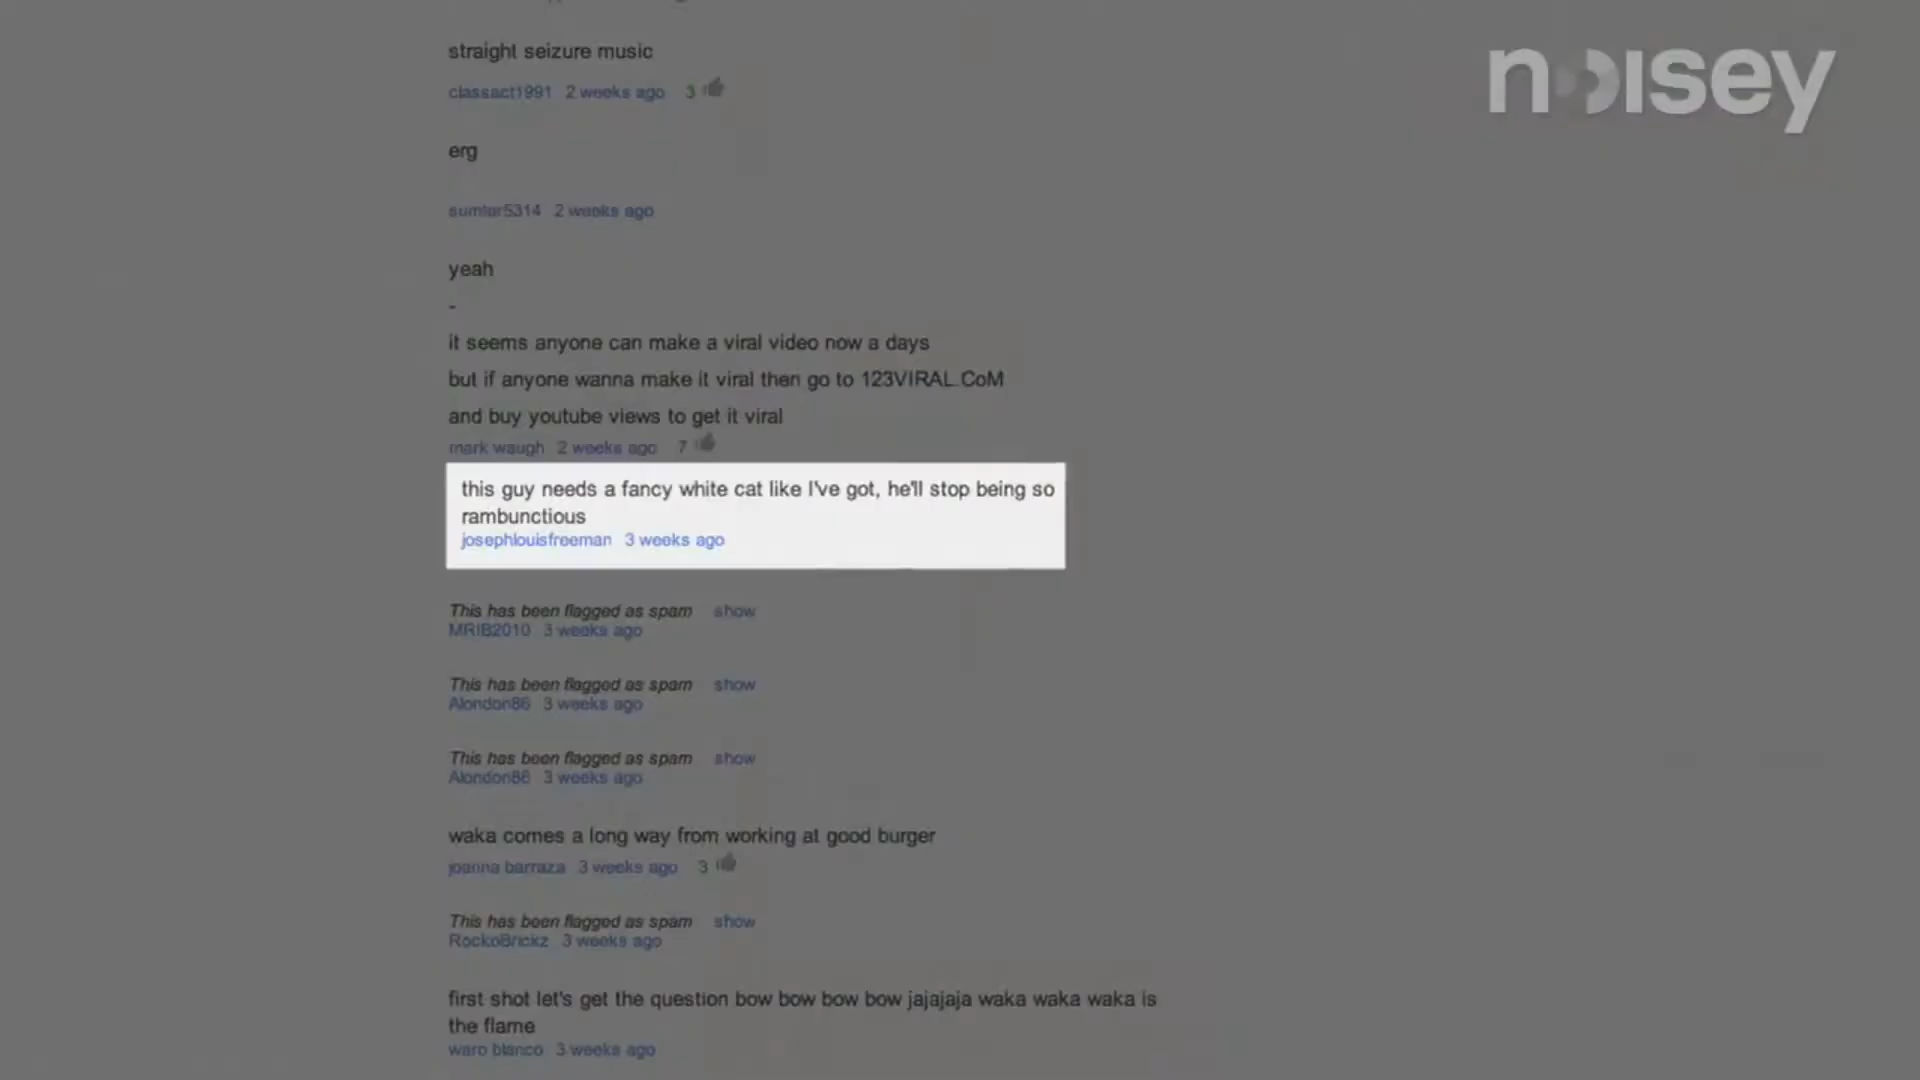 noisey
straight seizure music
classact1991 2 weeks ago 3
erg
sumter5314 2 weeks ago
yeah
-
it seems anyone can make a viral video now a days
but if anyone wanna make it viral then go to 123VIRAL.CoM
and buy youtube views to get it viral
mark waugh 2 weeks ago 7
this guy needs a fancy white cat like I've got, he'll stop being so
rambunctious
josephlouisfreeman 3 weeks ago
This has been flagged as spam show
MRIB2010 3 weeks ago
This has been flagged as spam show
Alondon86 3 weeks ago
This has been flagged as spam show
Alondon86 3 weeks ago
waka comes a long way from working at good burger
joanna barraza 3 weeks ago 3
This has been flagged as spam show
RockoBrickz 3 weeks ago
first shot let's get the question bow bow bow bow jajajaja waka waka waka is
the flame
waro blanco 3 weeks ago